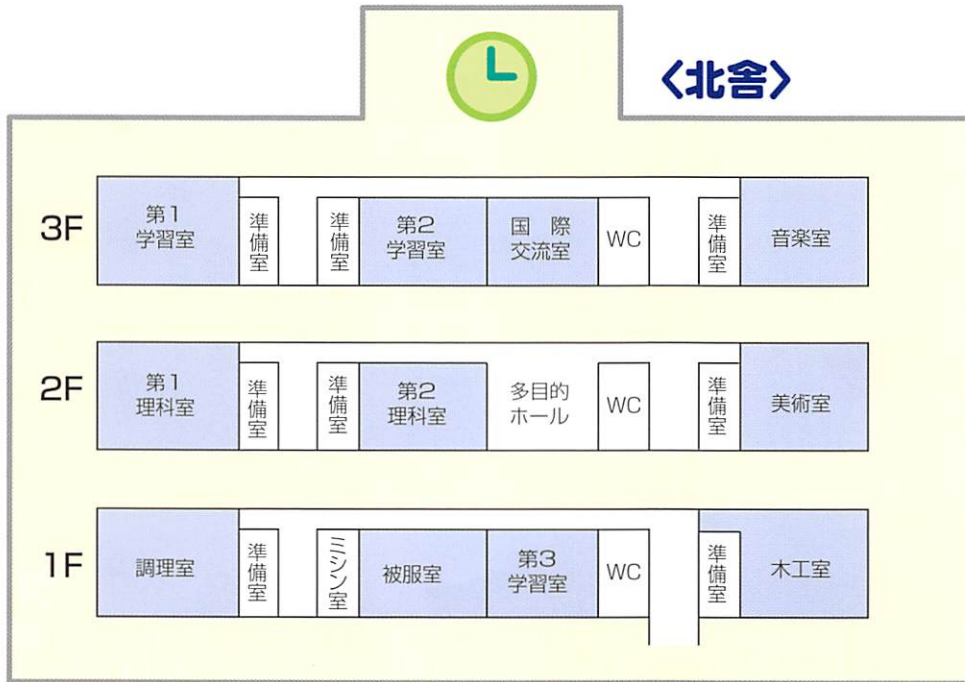 〈北舎〉
3F
第1
学習室
準備室
準備室
第2
学習室
国 際
交流室
WC
準備室
音楽室
2F
第1
理科室
準備室
準備室
第2
理科室
多目的
ホール
WC
準備室
美術室
1F
調理室
準備室
ミシン室
被服室
第3
学習室
WC
準備室
木工室